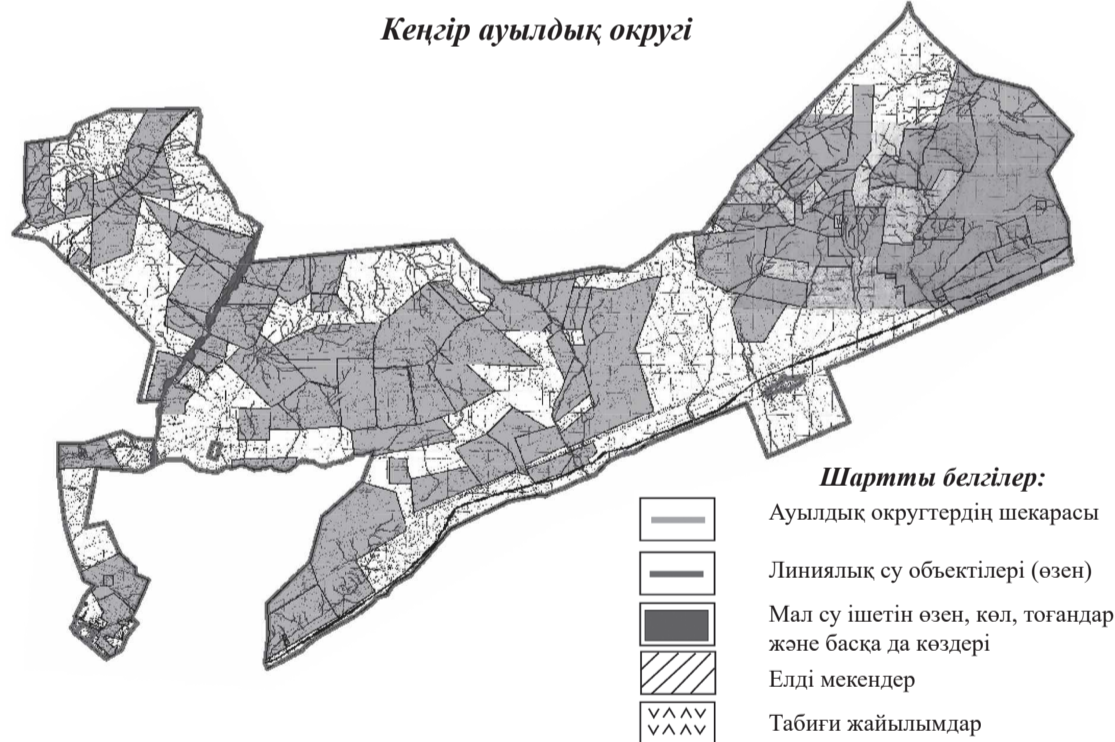 Кеңгір ауылдық округі
Шартты белгілер:
Ауылдық округтердің шекарасы
Линиялық су объектілері (өзен)
Мал су ішетін өзен, көл, тоғандар
және басқа да көздері
Елді мекендер
Табиғи жайылымдар